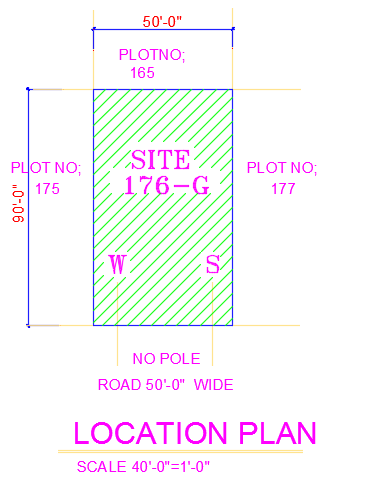 50'-0"
PLOTNO;
165
SITE
176-G
PLOT NO;
175
90'-0"
PLOT NO;
177
W S
NO POLE
ROAD 50'-0" WIDE
LOCATION PLAN
SCALE 40'-0"=1'-0"